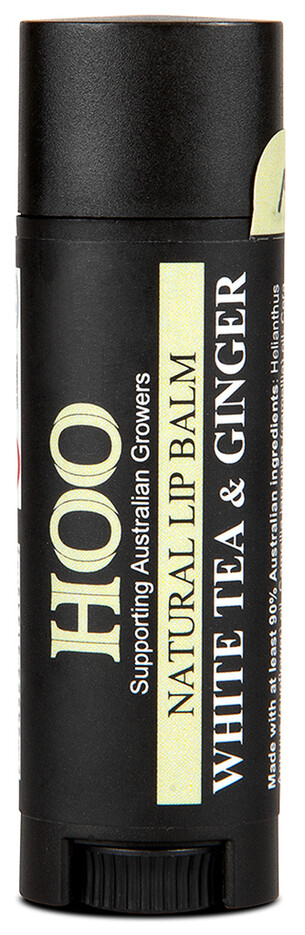 HOO
Supporting Australian Growers
NATURAL LIP BALM
WHITE TEA & GINGER
Made with at least 90% Australian ingredients: Helianthus